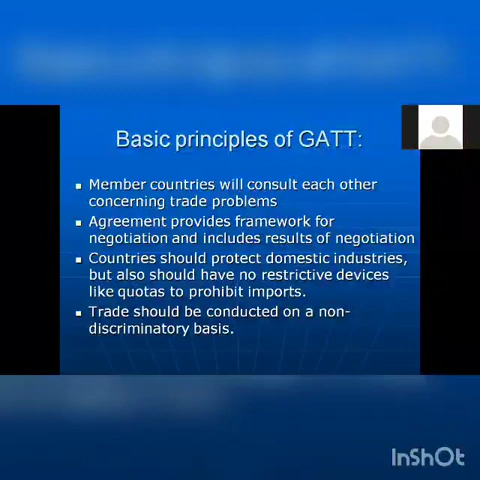 Basic principles of GATT:
▪ Member countries will consult each other
concerning trade problems
▪ Agreement provides framework for
negotiation and includes results of negotiation
▪ Countries should protect domestic industries,
but also should have no restrictive devices
like quotas to prohibit imports.
▪ Trade should be conducted on a non-
discriminatory basis.
InShOt